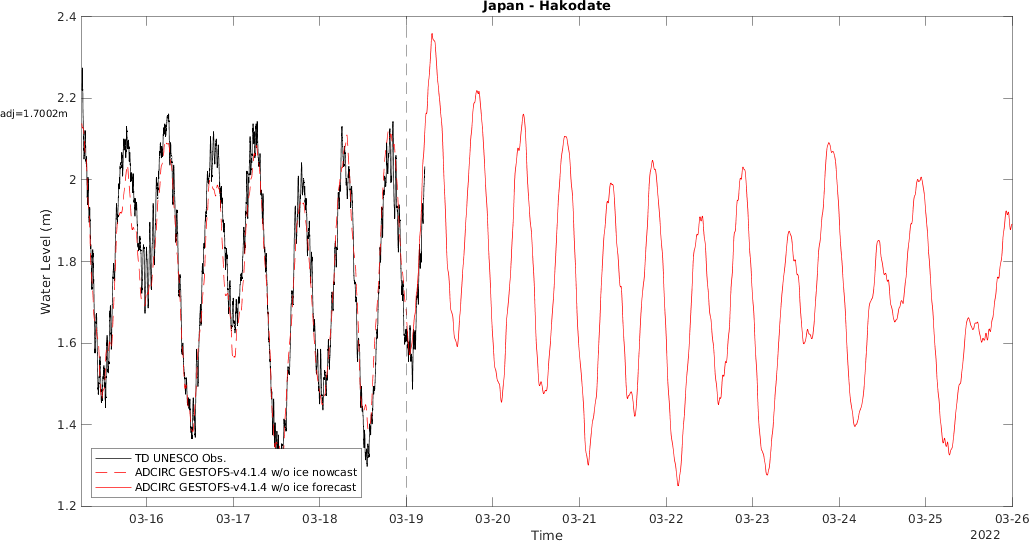 Japan - Hakodate
2.4
2.2
adj=1.7002m
2
1.8
1.6
1.4
1.2
Water Level (m)
TD UNESCO Obs.
ADCIRC GESTOFS-v4.1.4 w/o ice nowcast
ADCIRC GESTOFS-v4.1.4 w/o ice forecast
03-16 03-17 03-18 03-19 03-20 03-21 03-22 03-23 03-24 03-25 03-26
Time
2022